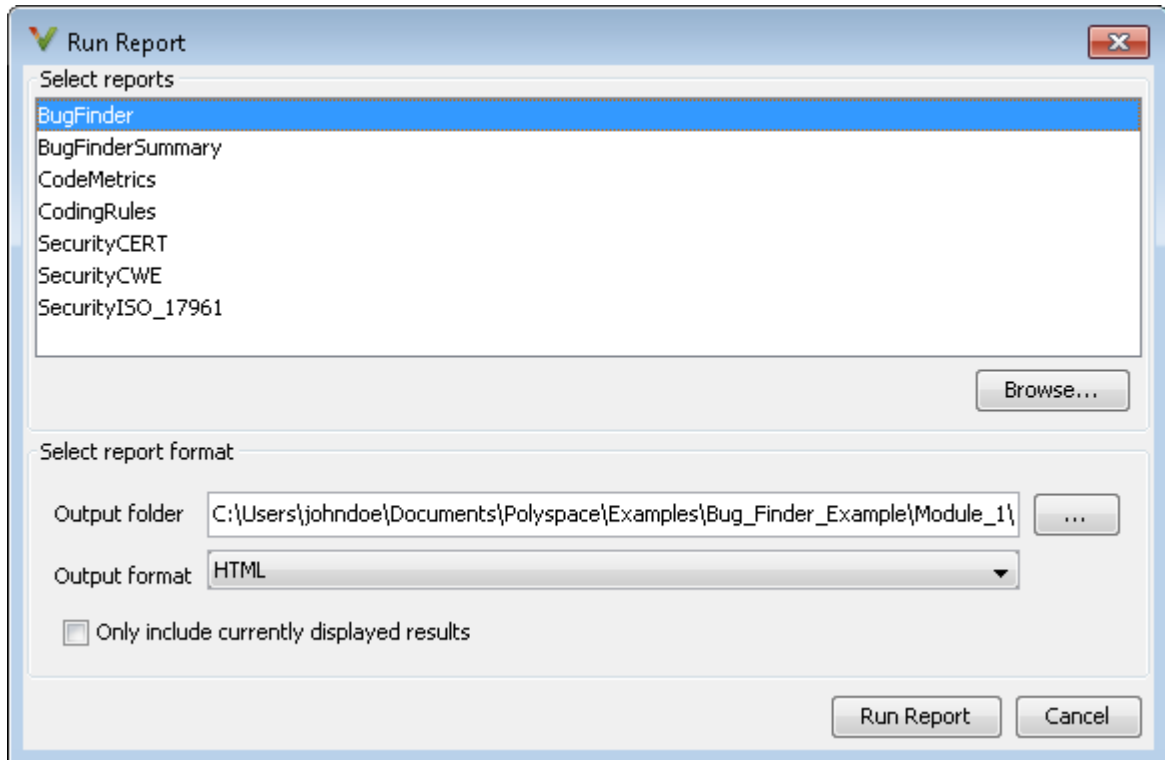 Run Report
Select reports
BugFinder
BugFinderSummary
CodeMetrics
CodingRules
SecurityCERT
SecurityCWE
SecurityISO_17961
Browse...
Select report format
Output folder C:\Users\johndoe\Documents\Polyspace\Examples\Bug_Finder_Example\Module_1\ ...
Output format HTML
Only include currently displayed results
Run Report Cancel